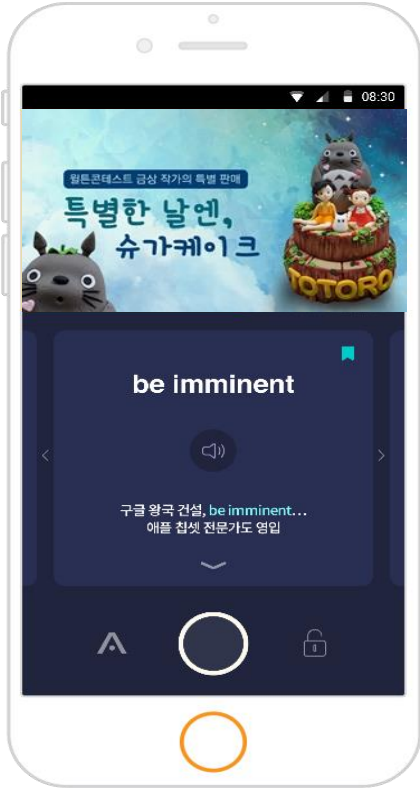 08:30
윌튼콘테스트 금상 작가의 특별 판매
특별한 날엔,
슈가케이크
TOTORO
be imminent
구글 왕국 건설, be imminent...
애플 칩셋 전문가도 영입